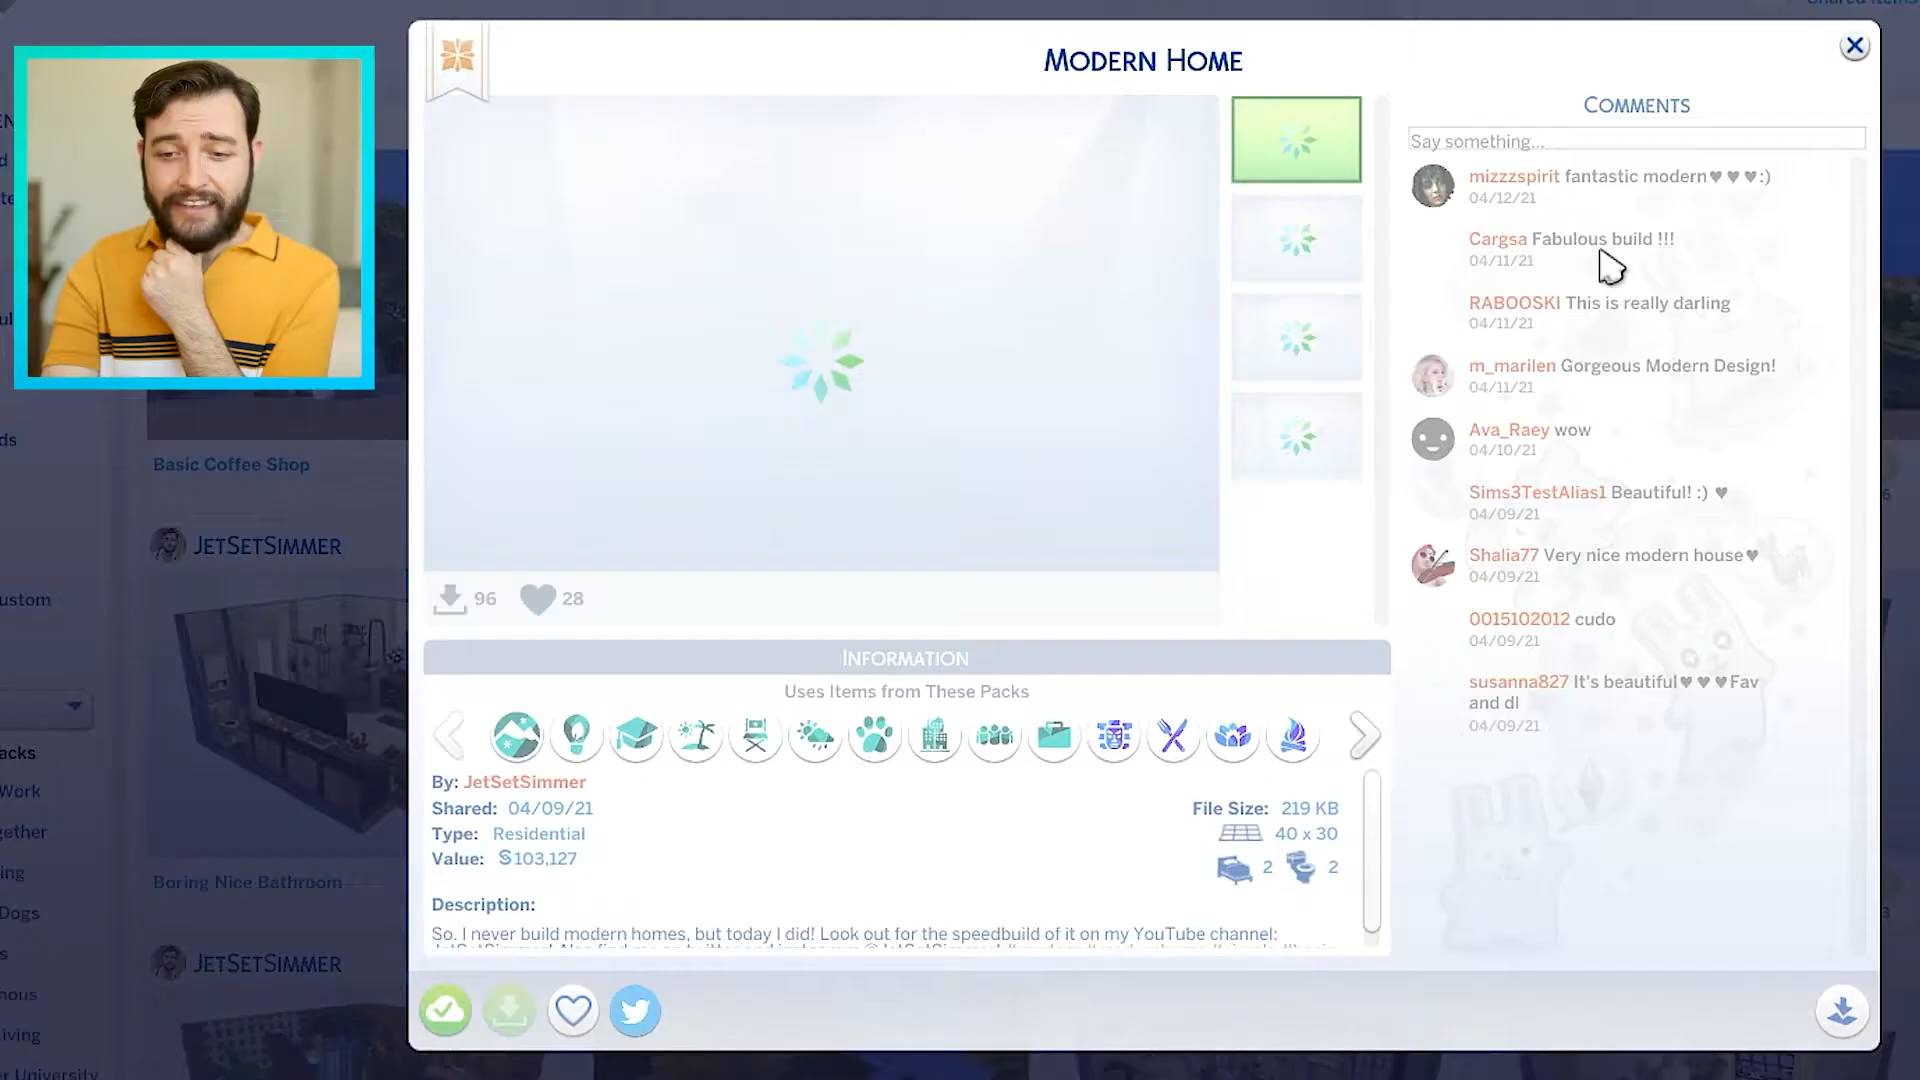 MODERN HOME
COMMENTS
Say something...
mizzzspirit fantastic modern♥ ♥ ♥:)
04/12/21
Cargsa Fabulous build !!!
04/11/21
RABOOSKI This is really darling
04/11/21
m_marilen Gorgeous Modern Design!
04/11/21
Ava_Raey wow
04/10/21
Sims3TestAlias1 Beautiful! :) ♥
04/09/21
Shalia77 Very nice modern house♥
04/09/21
0015102012 cudo
04/09/21
susanna827 It's beautiful♥ ♥ ♥Fav
and dl
04/09/21
96 28
INFORMATION
Uses Items from These Packs
By: JetSetSimmer
Shared: 04/09/21
Type: Residential
Value: §103,127
File Size: 219 KB
40 x 30
2 2
Description:
So. I never build modern homes, but today I did! Look out for the speedbuild of it on my YouTube channel:
Basic Coffee Shop
JETSETSIMMER
Boring Nice Bathroom
JETSETSIMMER
ds
ustom
acks
Work
gether
ing
Dogs
s
nous
iving
r University